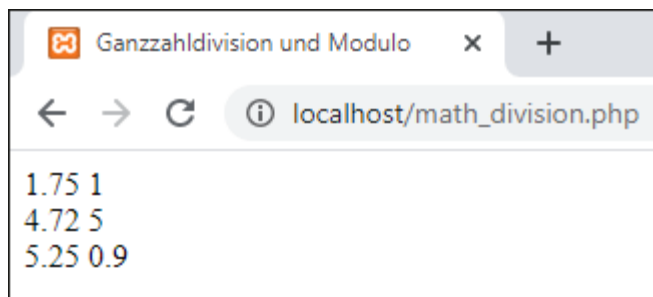 Ganzzahldivision und Modulo
localhost/math_division.php
1.75 1
4.72 5
5.25 0.9